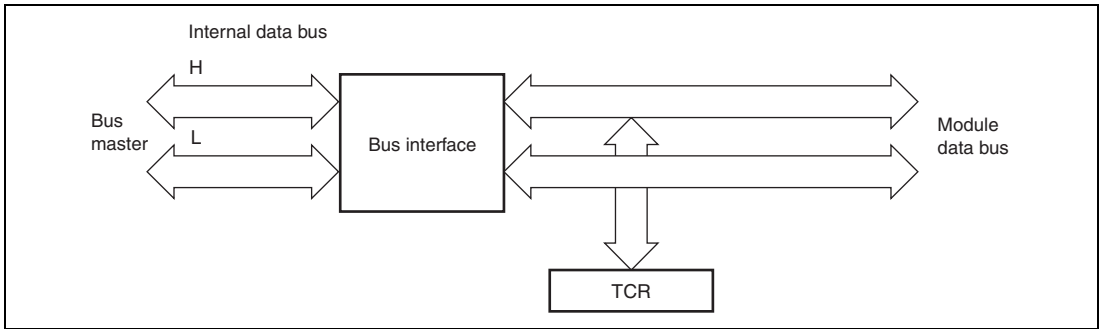 Internal data bus
H
Bus
master
L
Bus interface
Module
data bus
TCR